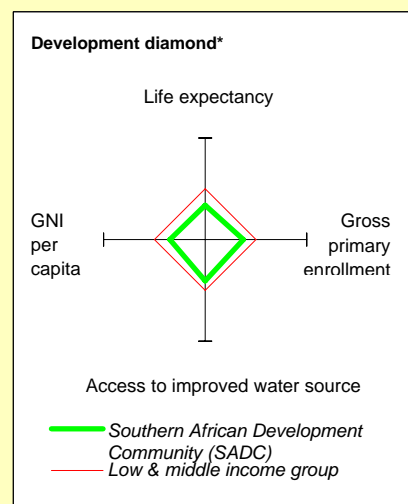 Development diamond*
Life expectancy
GNI
per
capita
Gross
primary
enrollment
Access to improved water source
Southern African Development
Community (SADC)
Low & middle income group